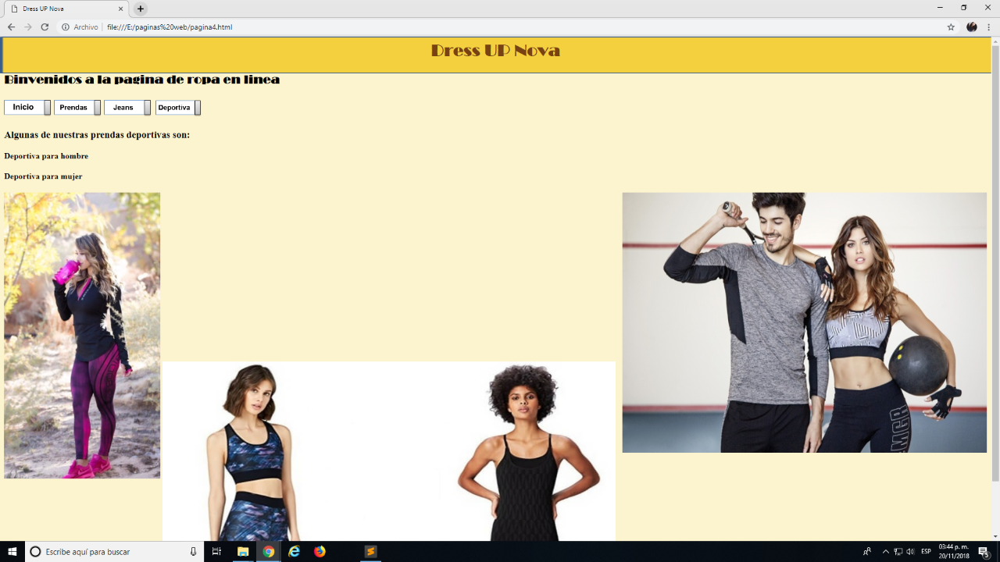 Dress UP Nova
Archivo | file:///E:/paginas%20web/pagina4.html
Dress UP Nova
Binvenidos a la pagina de ropa en linea
Inicio Prendas Jeans Deportiva
Algunas de nuestras prendas deportivas son:
Deportiva para hombre
Deportiva para mujer
Escribe aquí para buscar
ESP
03:44 p. m.
20/11/2018
5